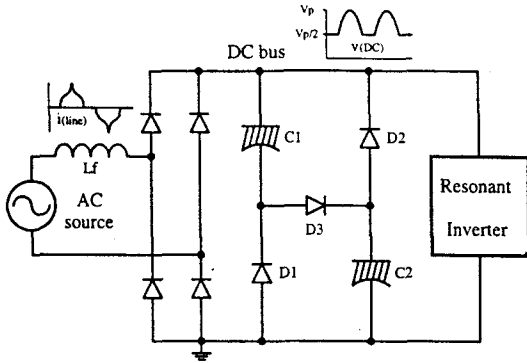 Vp
Vp/2
V(DC)
DC bus
i(line)
Lf
AC
source
C1
D2
D3
D1
C2
Resonant
Inverter